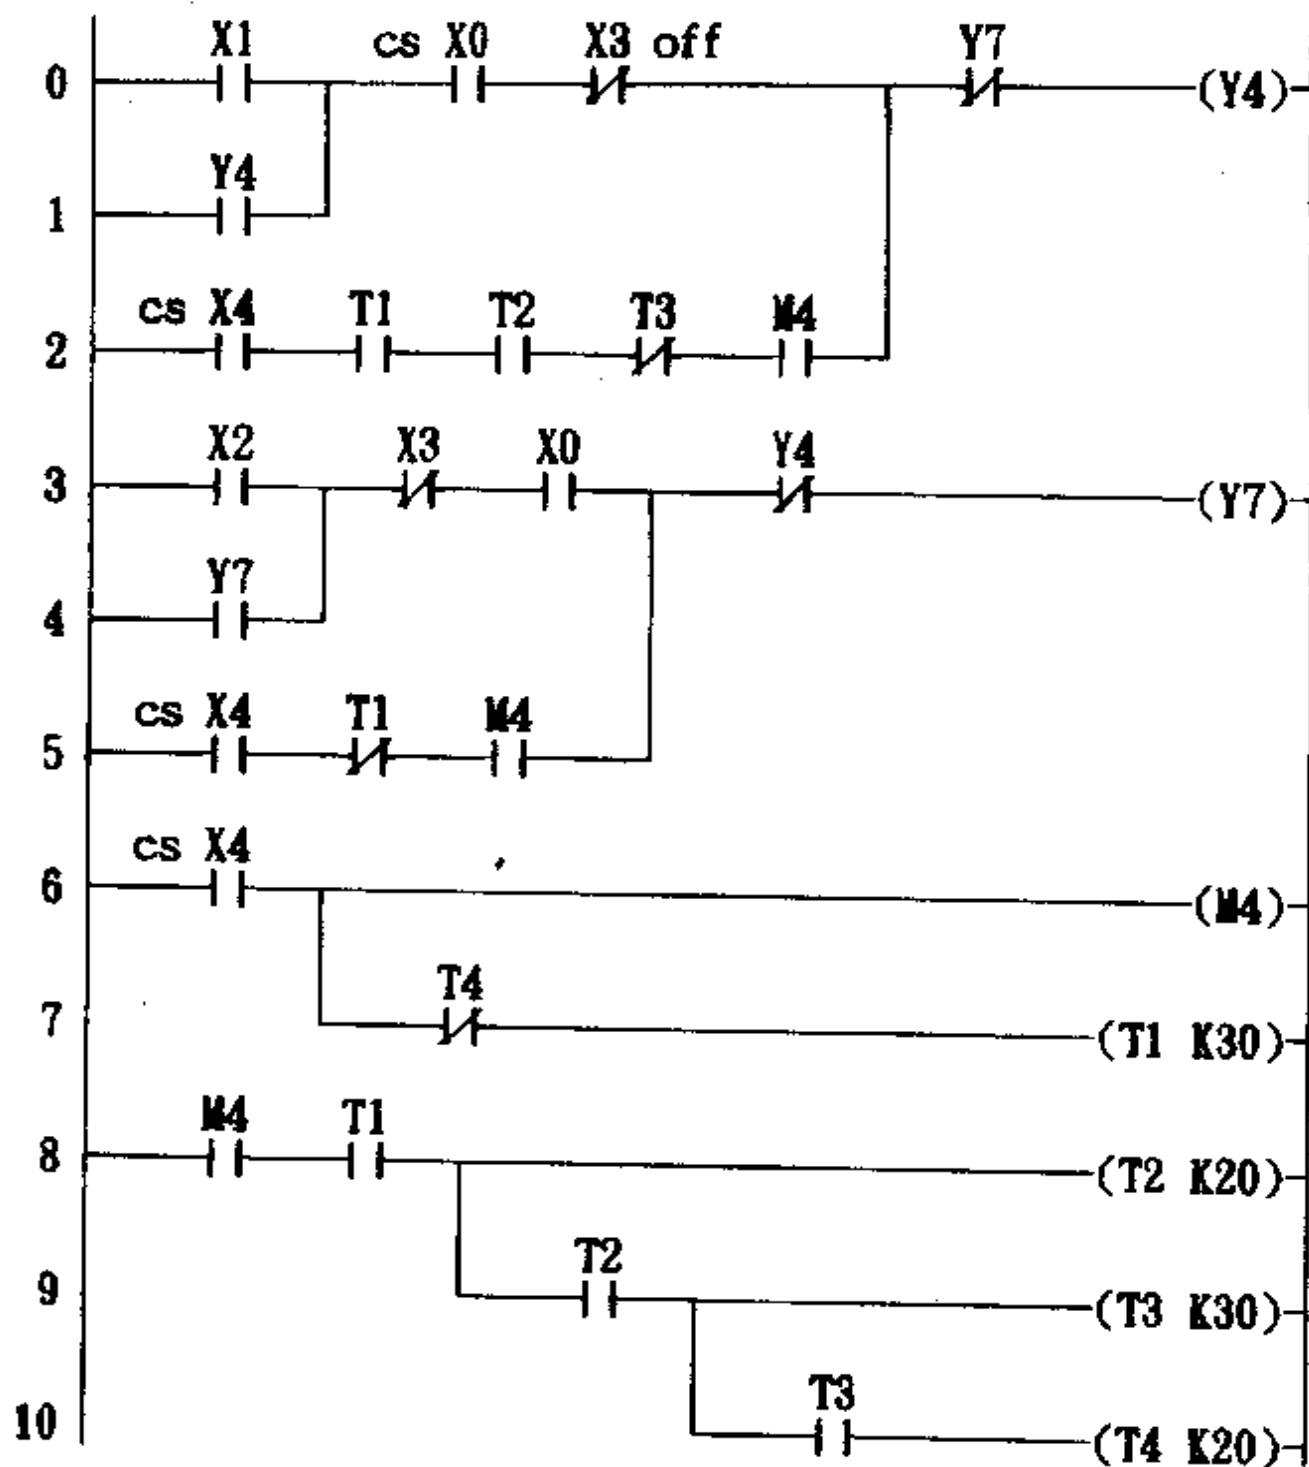 X1 cs X0 X3 off Y7
0 (Y4)
Y4
1
cs X4 T1 T2 T3 M4
2
X2 X3 X0 Y4
3 (Y7)
Y7
4
cs X4 T1 M4
5
cs X4
6 (M4)
T4
7 (T1 K30)
M4 T1
8 (T2 K20)
T2
9 (T3 K30)
T3
10 (T4 K20)